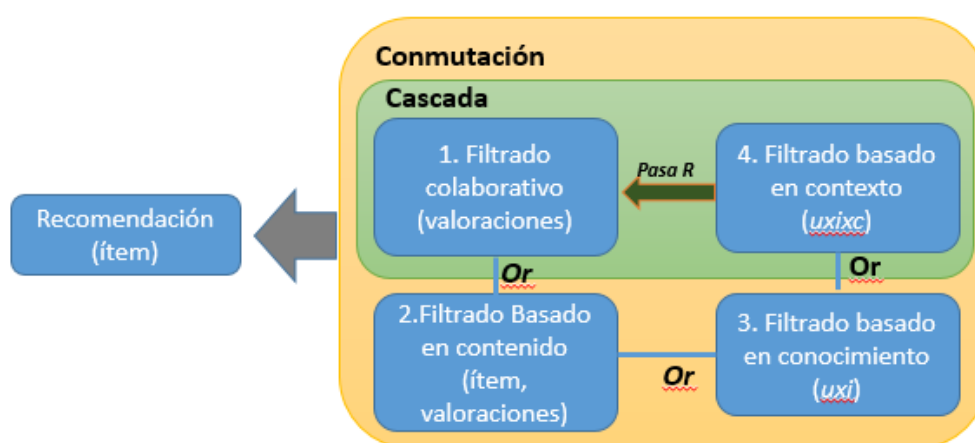 Conmutación
Cascada
1. Filtrado
colaborativo
(valoraciones)
Pasa R
4. Filtrado basado
en contexto
(uxixc)
Recomendación
(ítem)
Or
Or
2.Filtrado Basado
en contenido
(ítem,
valoraciones)
Or
3. Filtrado basado
en conocimiento
(uxi)